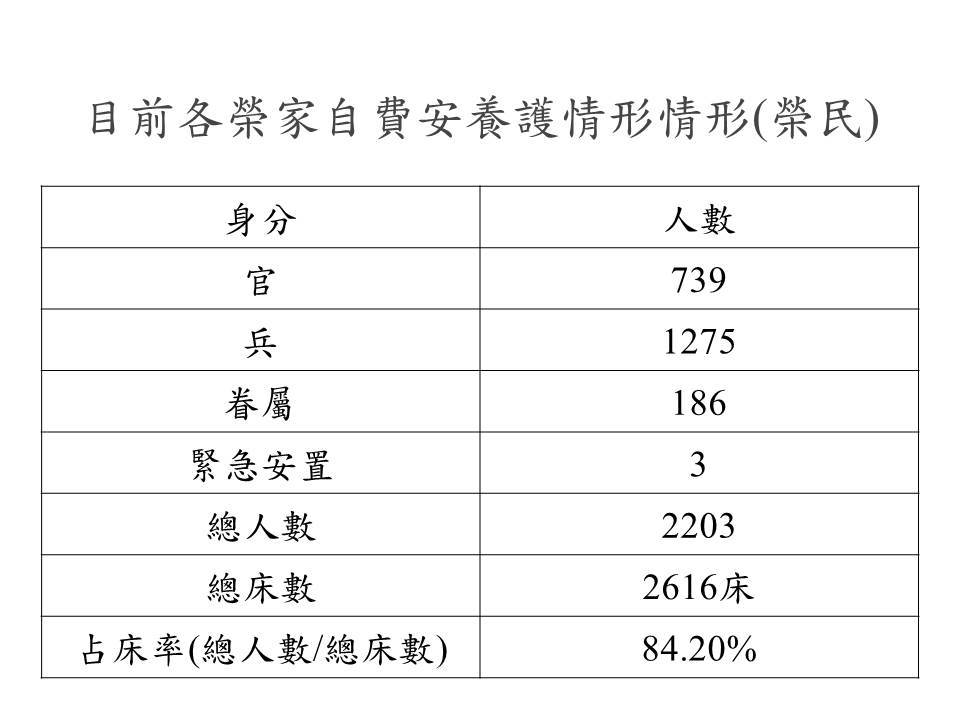 目前各榮家自費安養護情形情形(榮民)
身分 人數
官 739
兵 1275
眷屬 186
緊急安置 3
總人數 2203
總床數 2616床
占床率(總人數/總床數) 84.20%